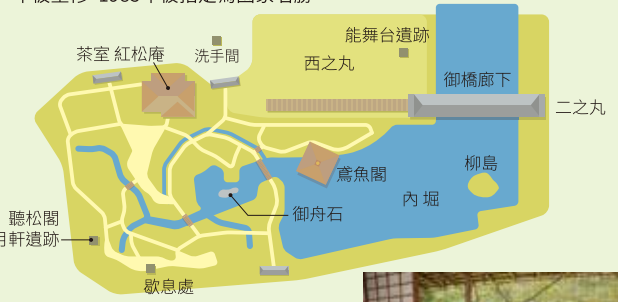 能舞台遺跡
茶室 紅松庵
洗手間
西之丸
御橋廊下
二之丸
柳島
鳶魚閣
內堀
御舟石
聽松閣
月軒遺跡
歇息處